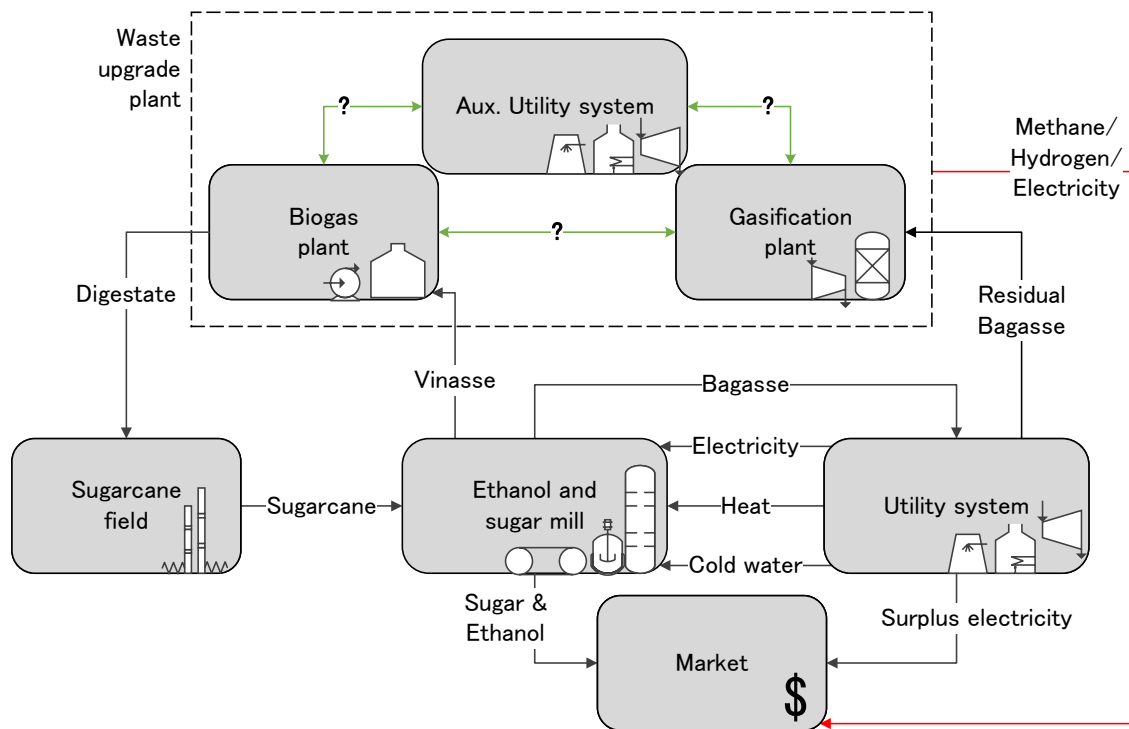 Waste
upgrade
plant
Aux. Utility system
?
?
Methane/
Hydrogen/
Electricity
Biogas
plant
?
Gasification
plant
Digestate
Residual
Bagasse
Vinasse
Bagasse
Sugarcane
field
Sugarcane
Ethanol and
sugar mill
Electricity
Heat
Cold water
Utility system
Sugar &
Ethanol
Surplus electricity
Market
$